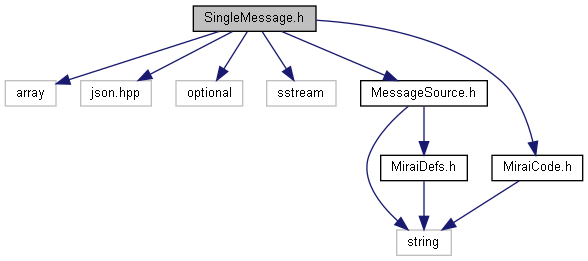 SingleMessage.h
array
json.hpp
optional
sstream
MessageSource.h
MiraiDefs.h
MiraiCode.h
string